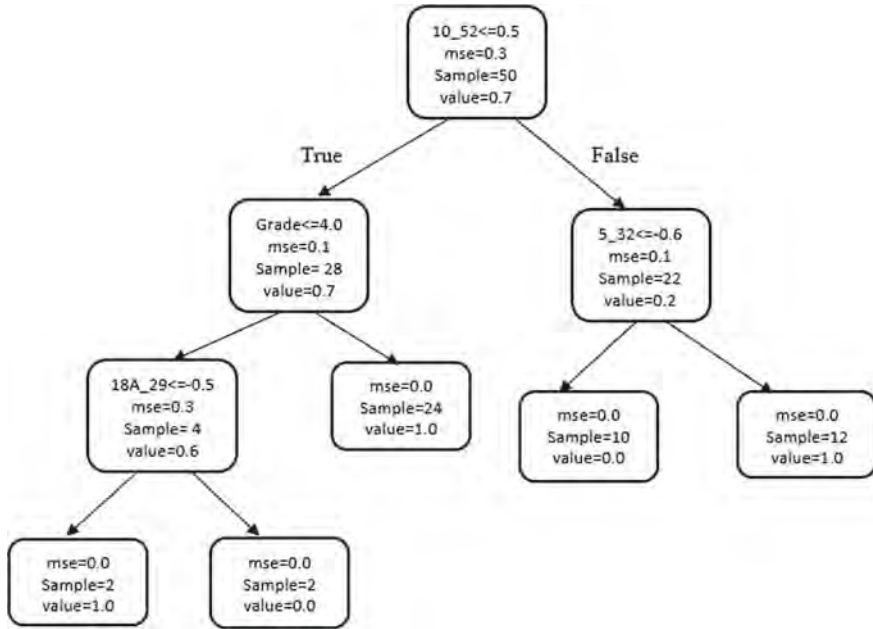 10_52<=0.5
mse=0.3
Sample=50
value=0.7
True
False
Grade<=4.0
mse=0.1
Sample= 28
value=0.7
5_32<=-0.6
mse=0.1
Sample=22
value=0.2
18A_29<=-0.5
mse=0.3
Sample= 4
value=0.6
mse=0.0
Sample=24
value=1.0
mse=0.0
Sample=10
value=0.0
mse=0.0
Sample=12
value=1.0
mse=0.0
Sample=2
value=1.0
mse=0.0
Sample=2
value=0.0